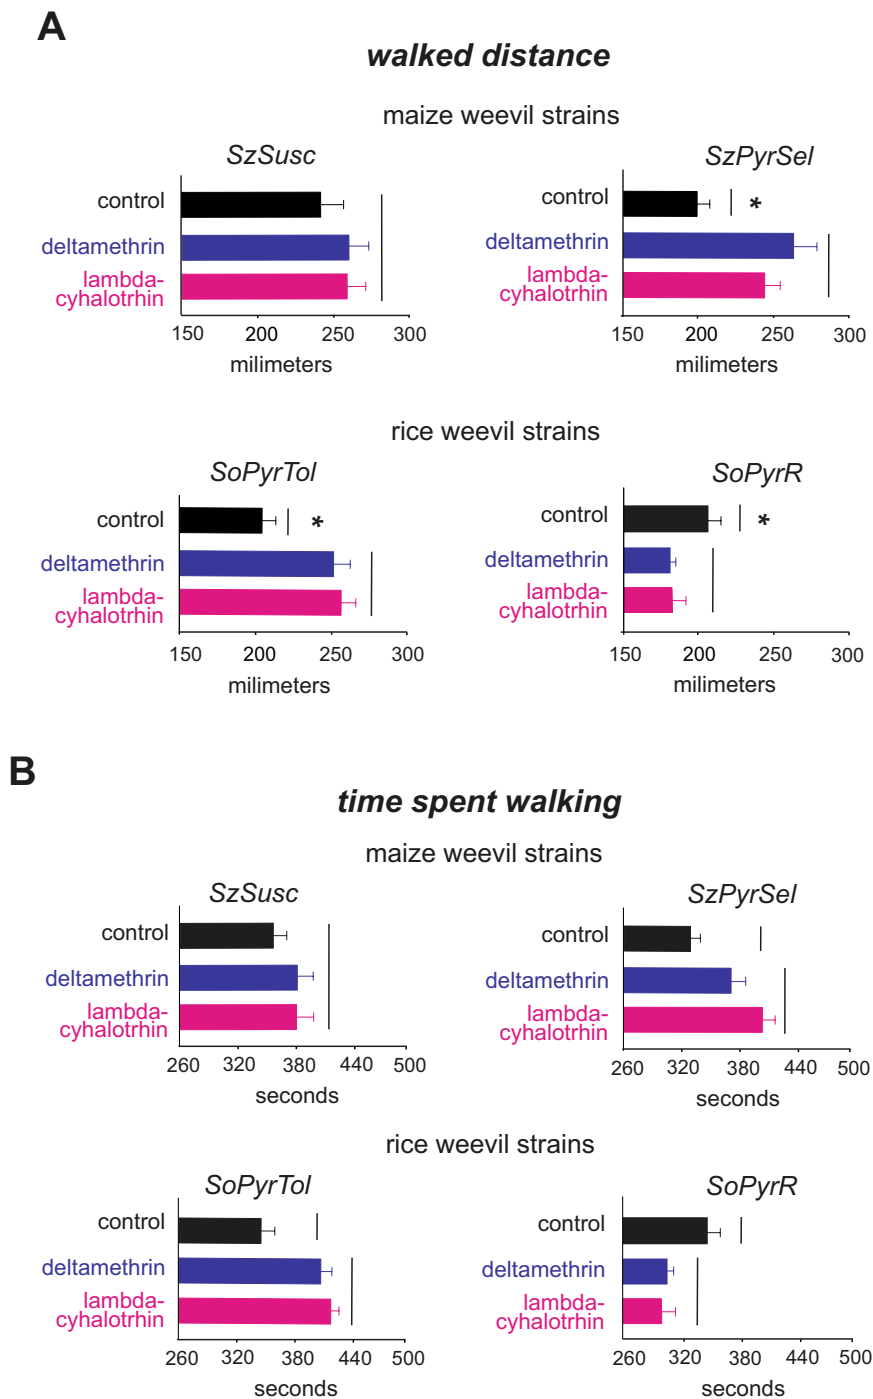 A
walked distance
maize weevil strains
SzSusc
control
deltamethrin
lambda-
cyhalotrhin
150 200 250 300
milimeters
SzPyrSel
control
*
deltamethrin
lambda-
cyhalotrhin
150 200 250 300
milimeters
rice weevil strains
SoPyrTol
control
*
deltamethrin
lambda-
cyhalotrhin
150 200 250 300
milimeters
SoPyrR
control
*
deltamethrin
lambda-
cyhalotrhin
150 200 250 300
milimeters
B
time spent walking
maize weevil strains
SzSusc
control
deltamethrin
lambda-
cyhalotrhin
260 320 380 440 500
seconds
SzPyrSel
control
deltamethrin
lambda-
cyhalotrhin
260 320 380 440 500
seconds
rice weevil strains
SoPyrTol
control
deltamethrin
lambda-
cyhalotrhin
260 320 380 440 500
seconds
SoPyrR
control
deltamethrin
lambda-
cyhalotrhin
260 320 380 440 500
seconds